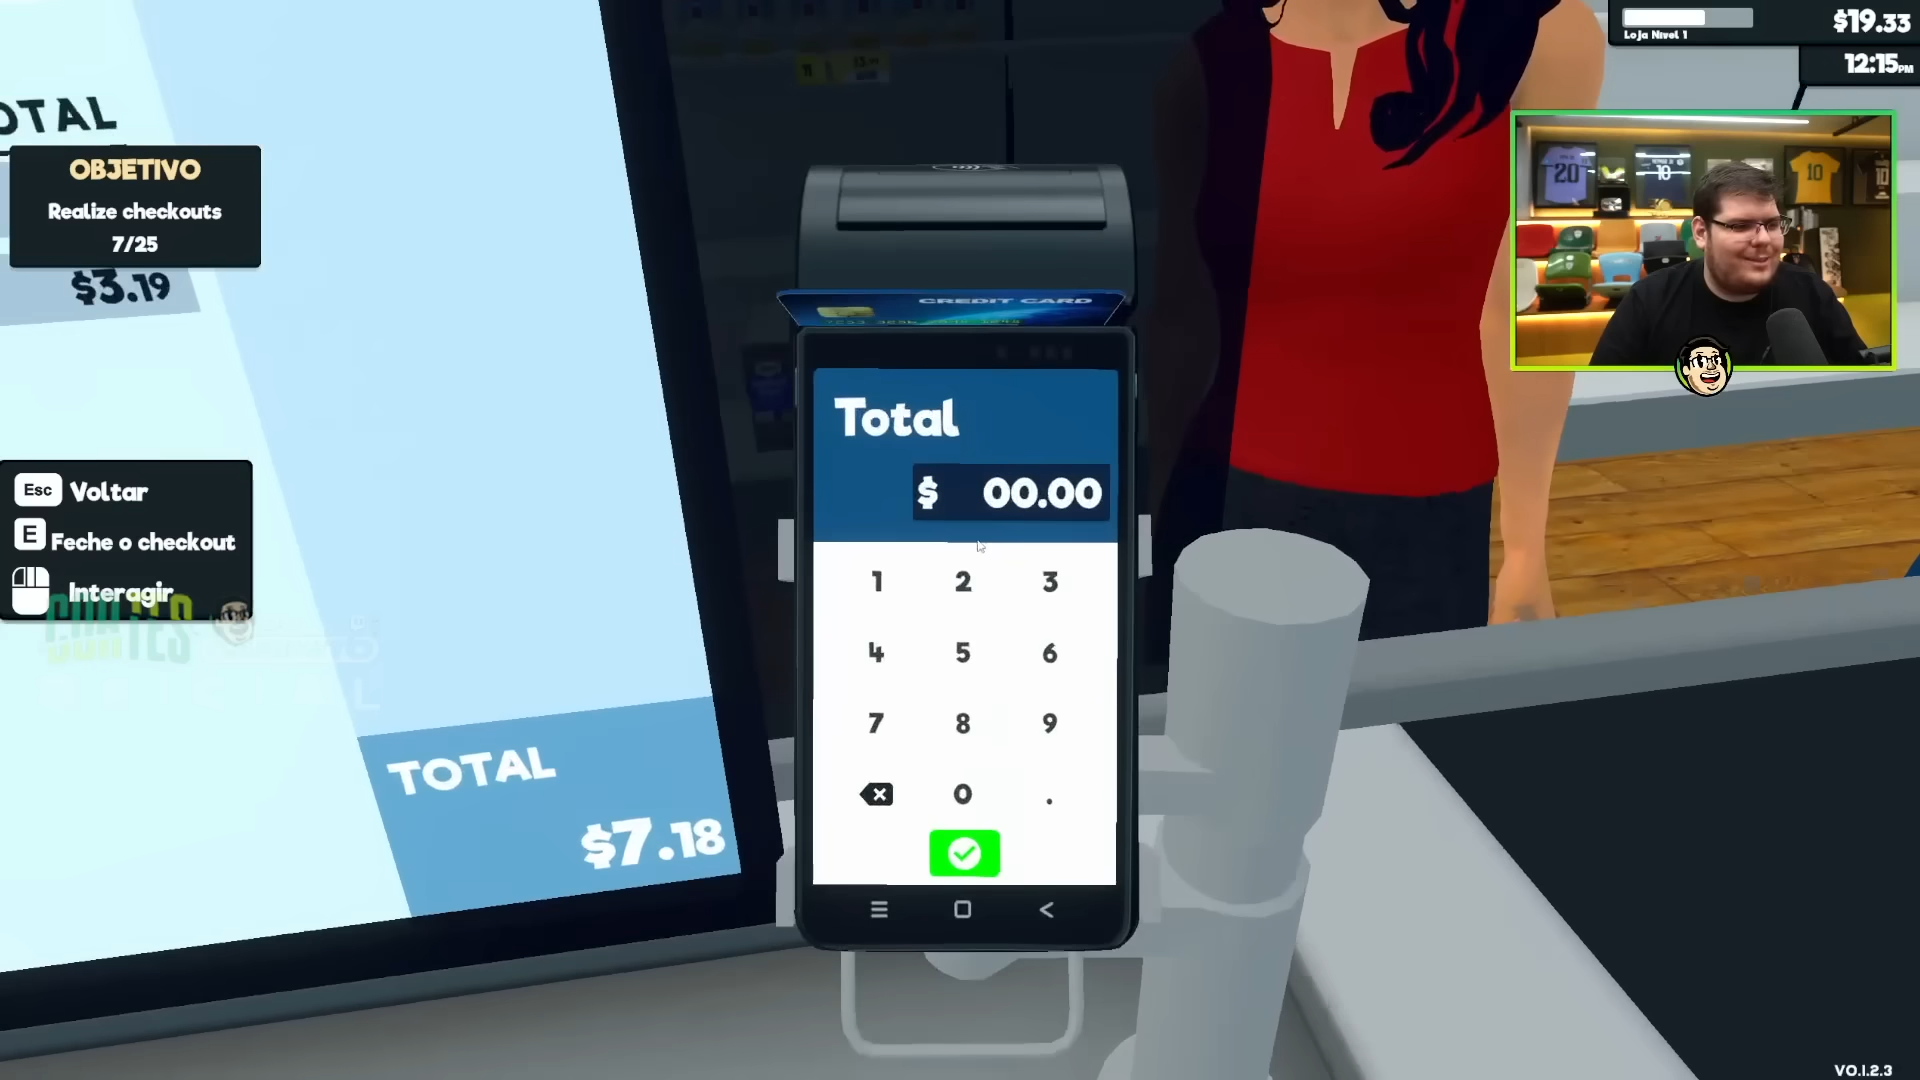 OTAL
OBJETIVO
Realize checkouts
7/25
$3.19
Esc Voltar
E Feche o checkout
Interagir
CORTES
TOTAL
$7.18
CREDIT CARD
Total
$ 00.00
1 2 3
4 5 6
7 8 9
0 .
$19.33
Loja Nivel 1
12:15PM
20
10
10
V0.1.2.3